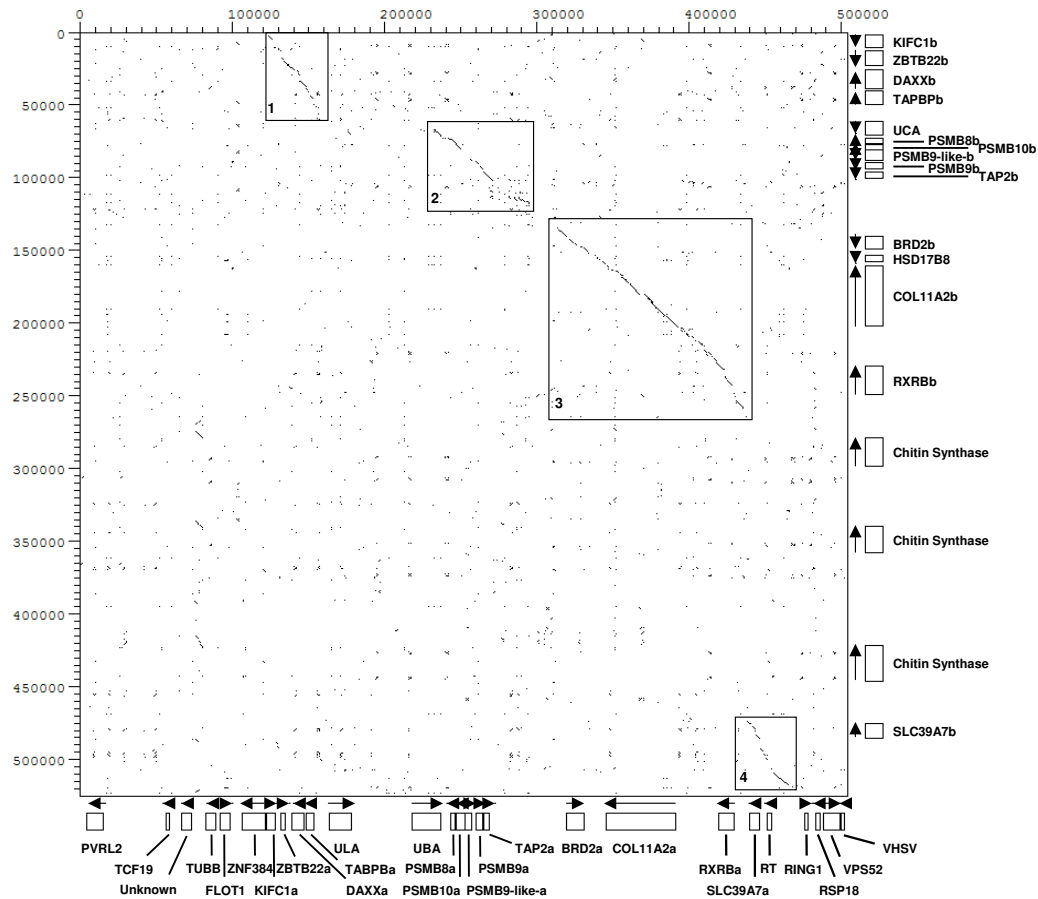 0 100000 200000 300000 400000 500000
0
50000
100000
150000
200000
250000
300000
350000
400000
450000
500000
1
2
3
4
KIFC1b
ZBTB22b
DAXXb
TAPBPb
UCA
PSMB8b
PSMB10b
PSMB9-like-b
PSMB9b
TAP2b
BRD2b
HSD17B8
COL11A2b
RXRBb
Chitin Synthase
Chitin Synthase
Chitin Synthase
SLC39A7b
PVRL2 ULA UBA TAP2a BRD2a COL11A2a VHSV
TCF19 TUBB ZNF384 ZBTB22a TABPBa PSMB8a PSMB9a RXRBa RT RING1 VPS52
Unknown FLOT1 KIFC1a DAXXa PSMB10a PSMB9-like-a SLC39A7a RSP18